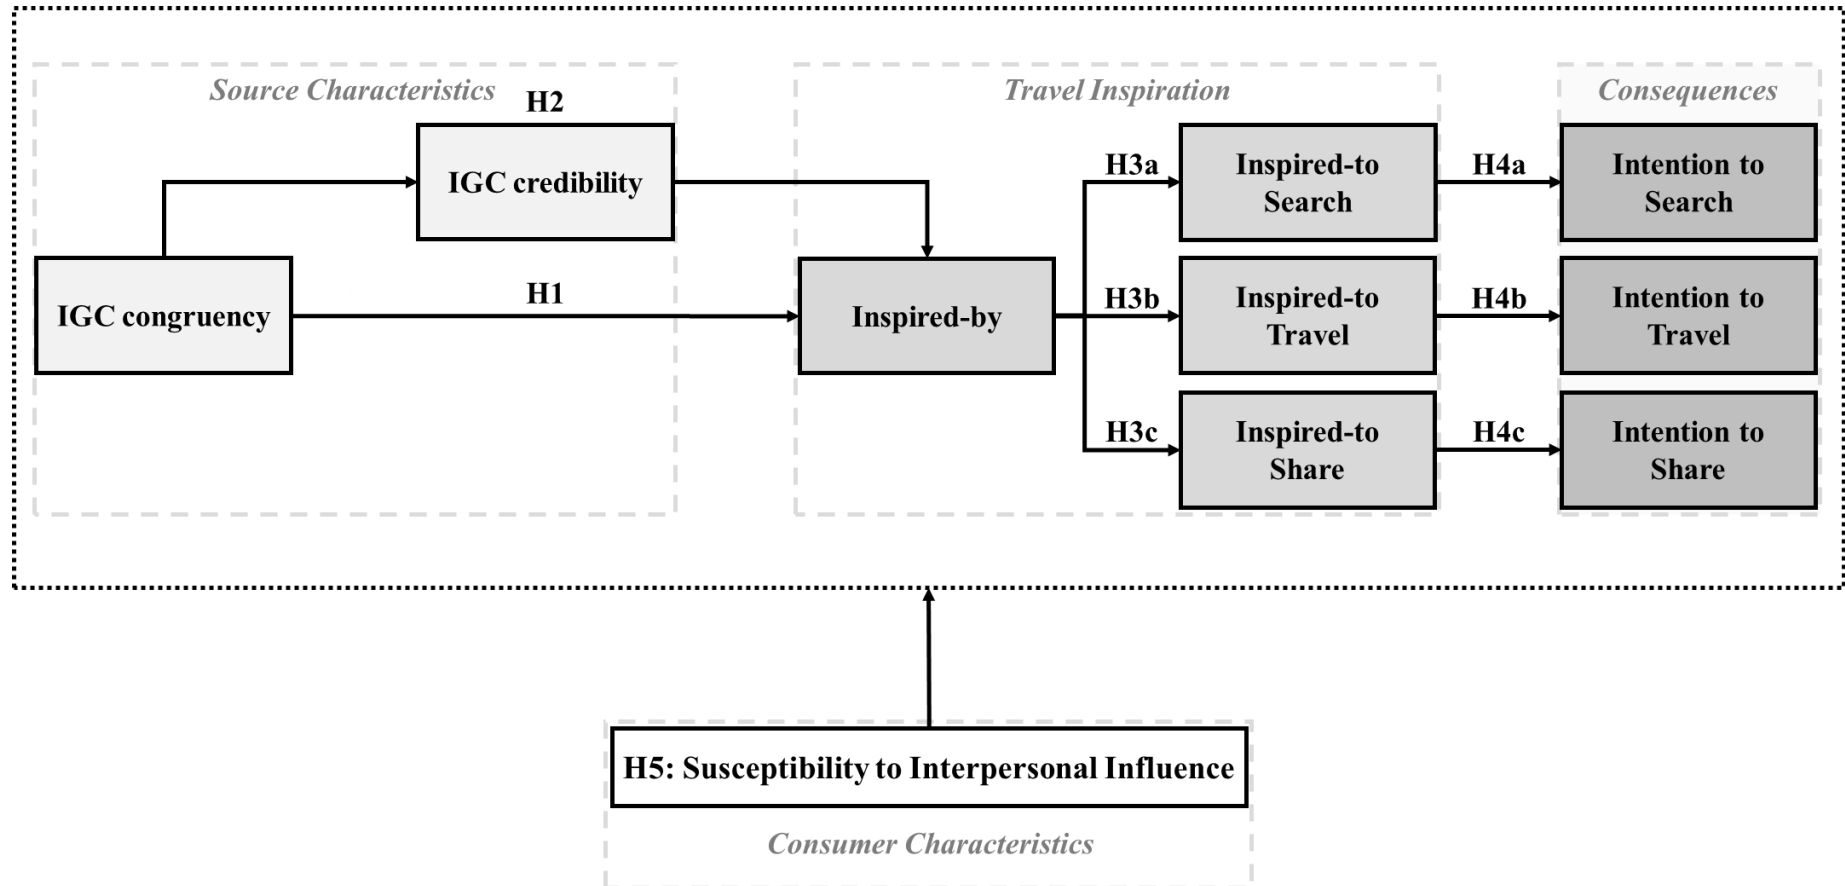 Source Characteristics
Travel Inspiration
Consequences
H2
IGC credibility
H3a
Inspired-to
Search
H4a
Intention to
Search
IGC congruency
H1
Inspired-by
H3b
Inspired-to
Travel
H4b
Intention to
Travel
H3c
Inspired-to
Share
H4c
Intention to
Share
H5: Susceptibility to Interpersonal Influence
Consumer Characteristics